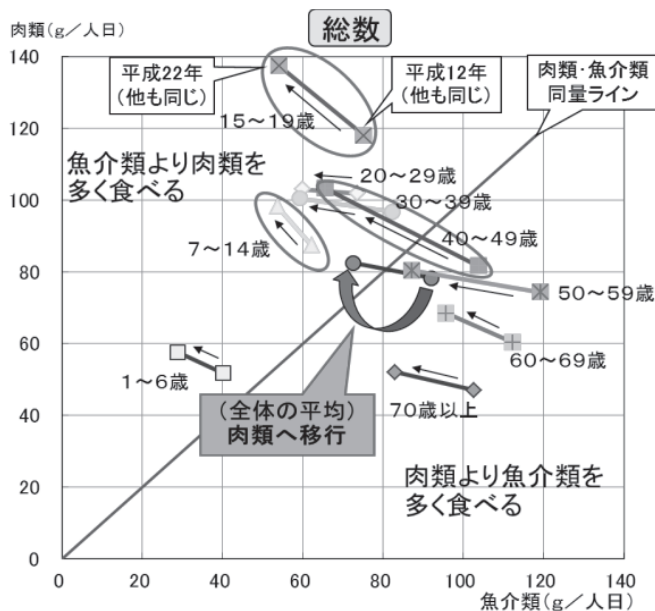 肉類(g/人日)
総数
140
120
100
80
60
40
20
0
平成22年
(他も同じ)
平成12年
(他も同じ)
肉類・魚介類
同量ライン
15～19歳
魚介類より肉類を
多く食べる
20～29歳
30～39歳
40～49歳
7～14歳
50～59歳
60～69歳
1～6歳
70歳以上
(全体の平均)
肉類へ移行
肉類より魚介類を
多く食べる
0 20 40 60 80 100 120 140
魚介類(g/人日)